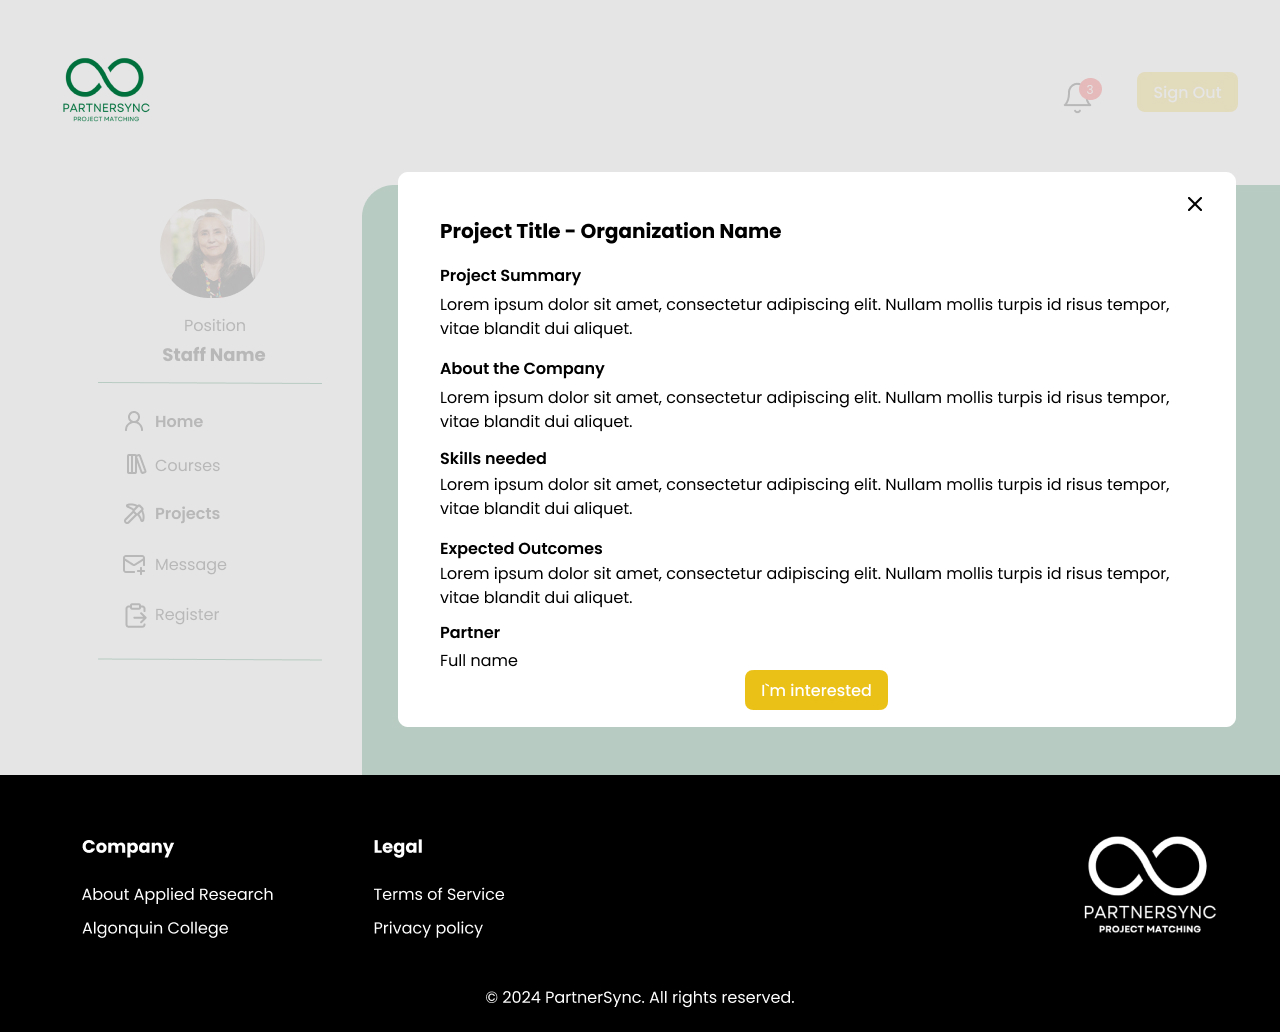 PARTNERSYNC
PROJECT MATCHING
3
Sign Out
Position
Staff Name
Home
Courses
Projects
Message
Register
Project Title - Organization Name
Project Summary
Lorem ipsum dolor sit amet, consectetur adipiscing elit. Nullam mollis turpis id risus tempor,
vitae blandit dui aliquet.
About the Company
Lorem ipsum dolor sit amet, consectetur adipiscing elit. Nullam mollis turpis id risus tempor,
vitae blandit dui aliquet.
Skills needed
Lorem ipsum dolor sit amet, consectetur adipiscing elit. Nullam mollis turpis id risus tempor,
vitae blandit dui aliquet.
Expected Outcomes
Lorem ipsum dolor sit amet, consectetur adipiscing elit. Nullam mollis turpis id risus tempor,
vitae blandit dui aliquet.
Partner
Full name
I`m interested
Company
About Applied Research
Algonquin College
Legal
Terms of Service
Privacy policy
PARTNERSYNC
PROJECT MATCHING
© 2024 PartnerSync. All rights reserved.